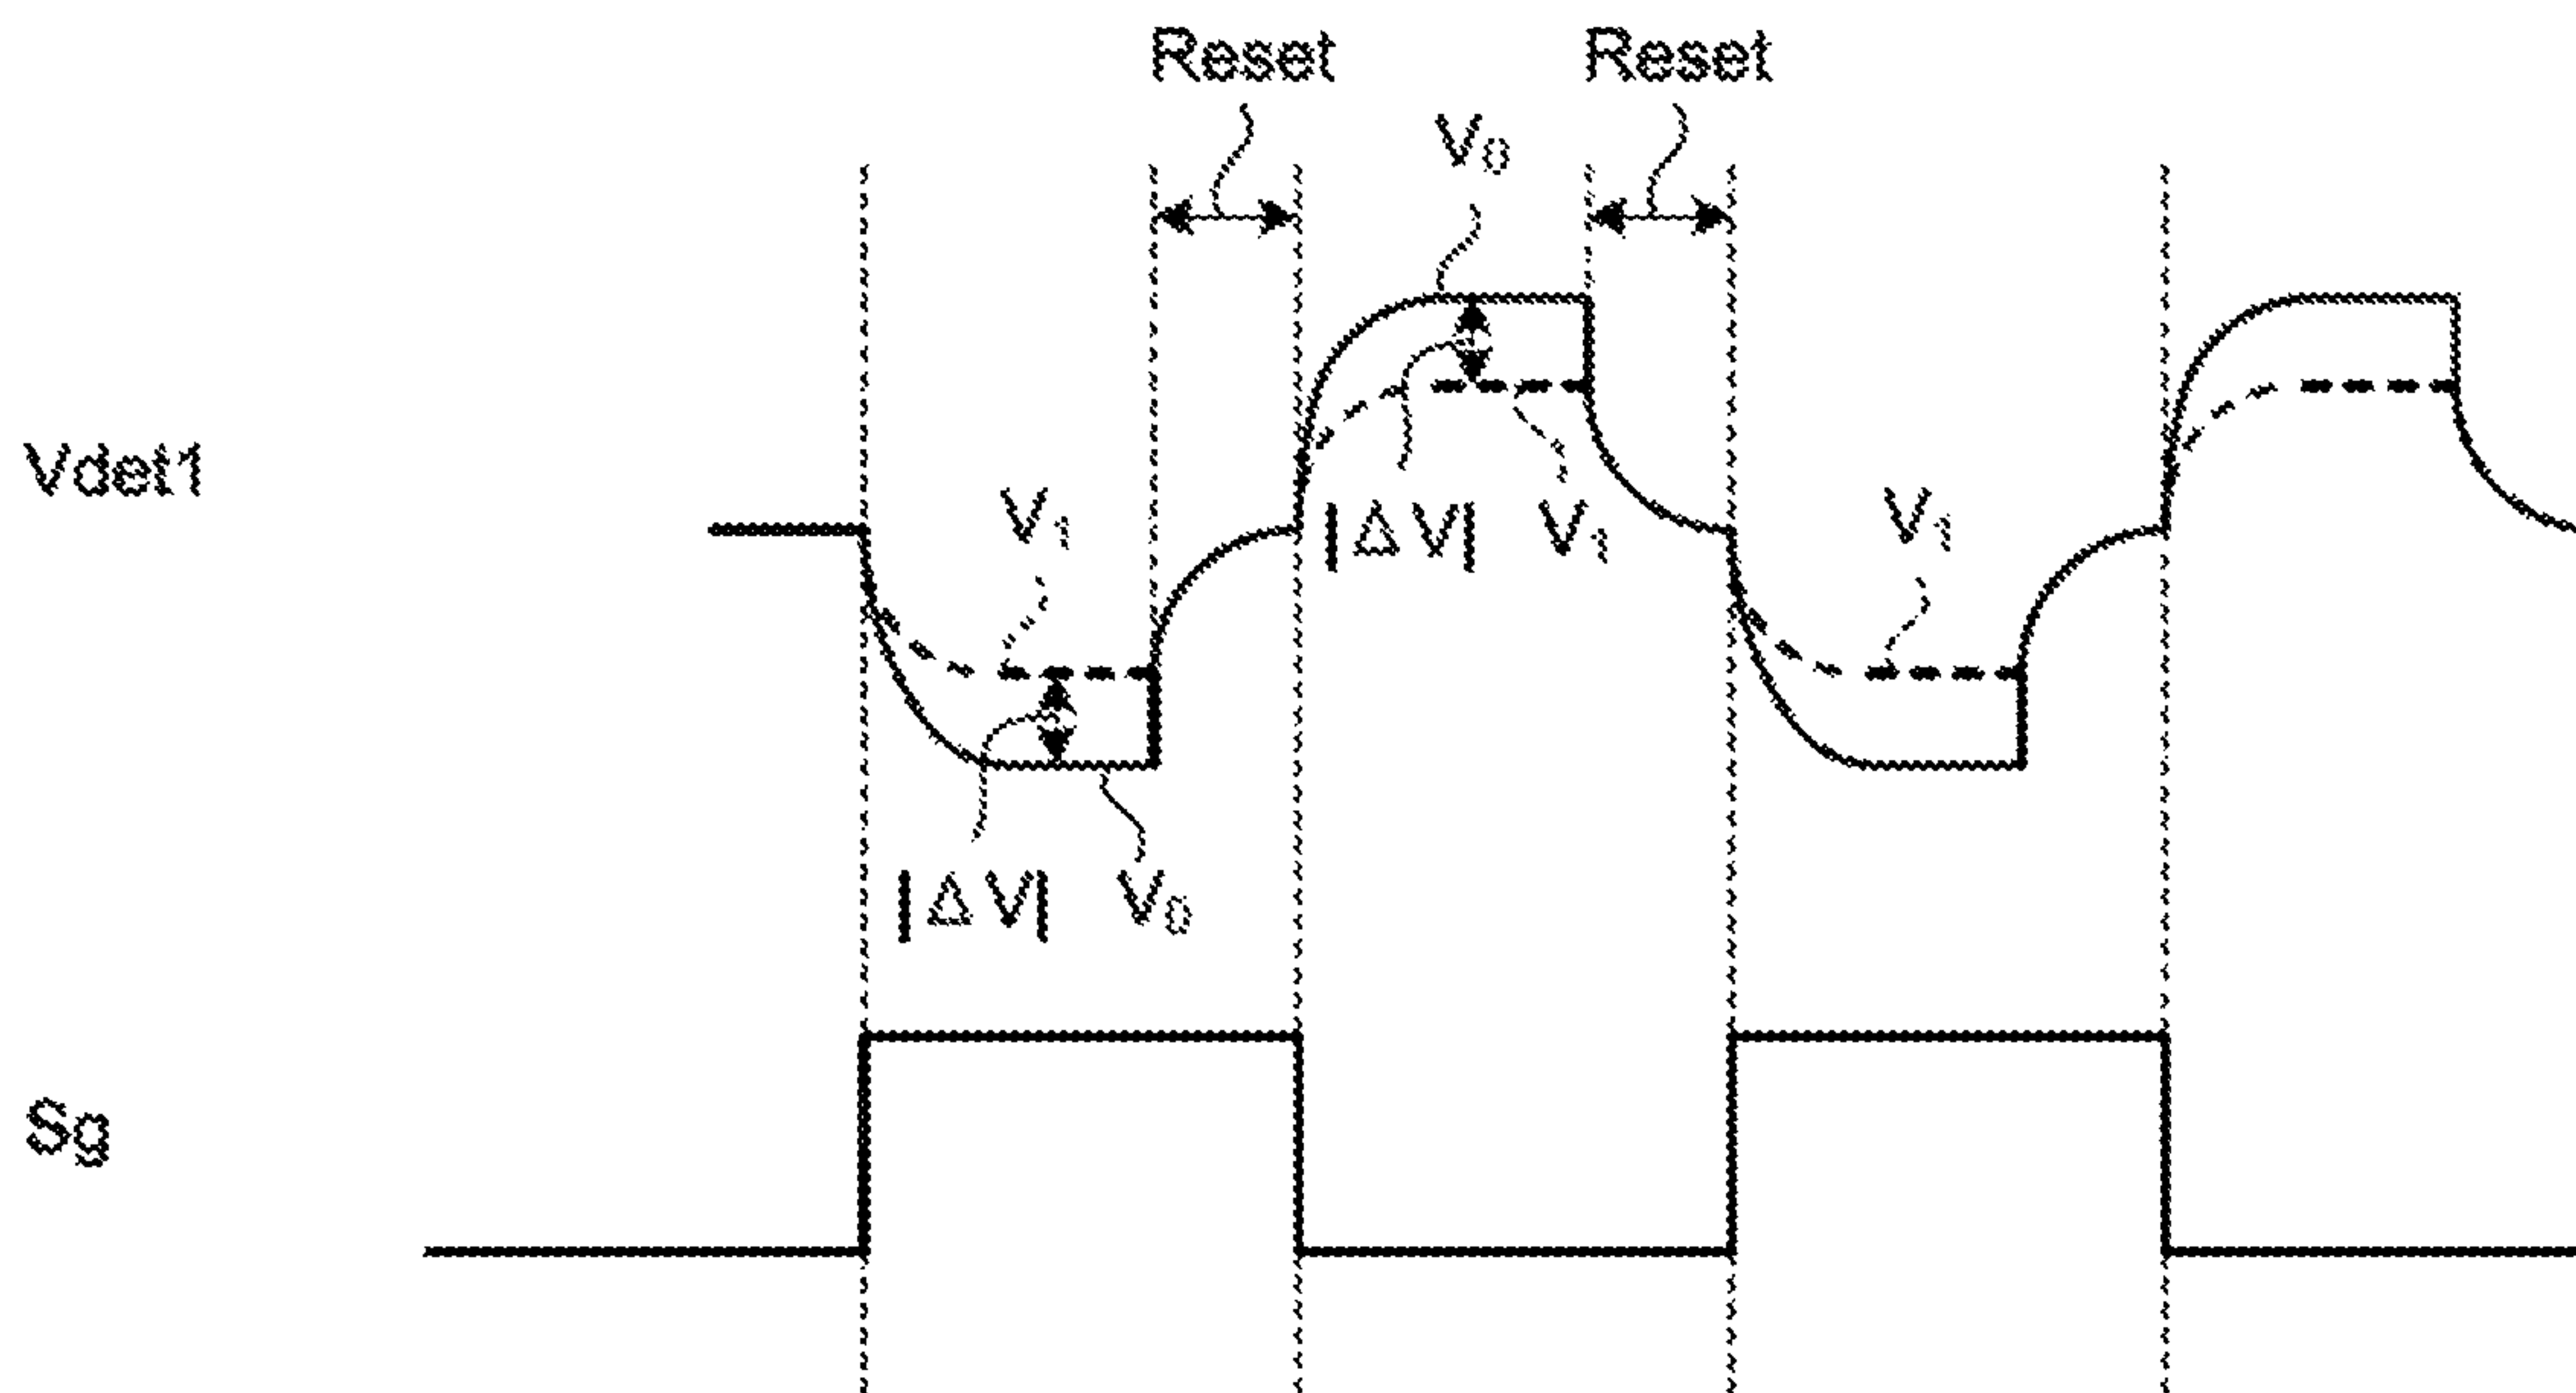 Reset Reset
V₀
Vdet1
V₁ |ΔV| V₁ V₁
|ΔV| V₀
Sg